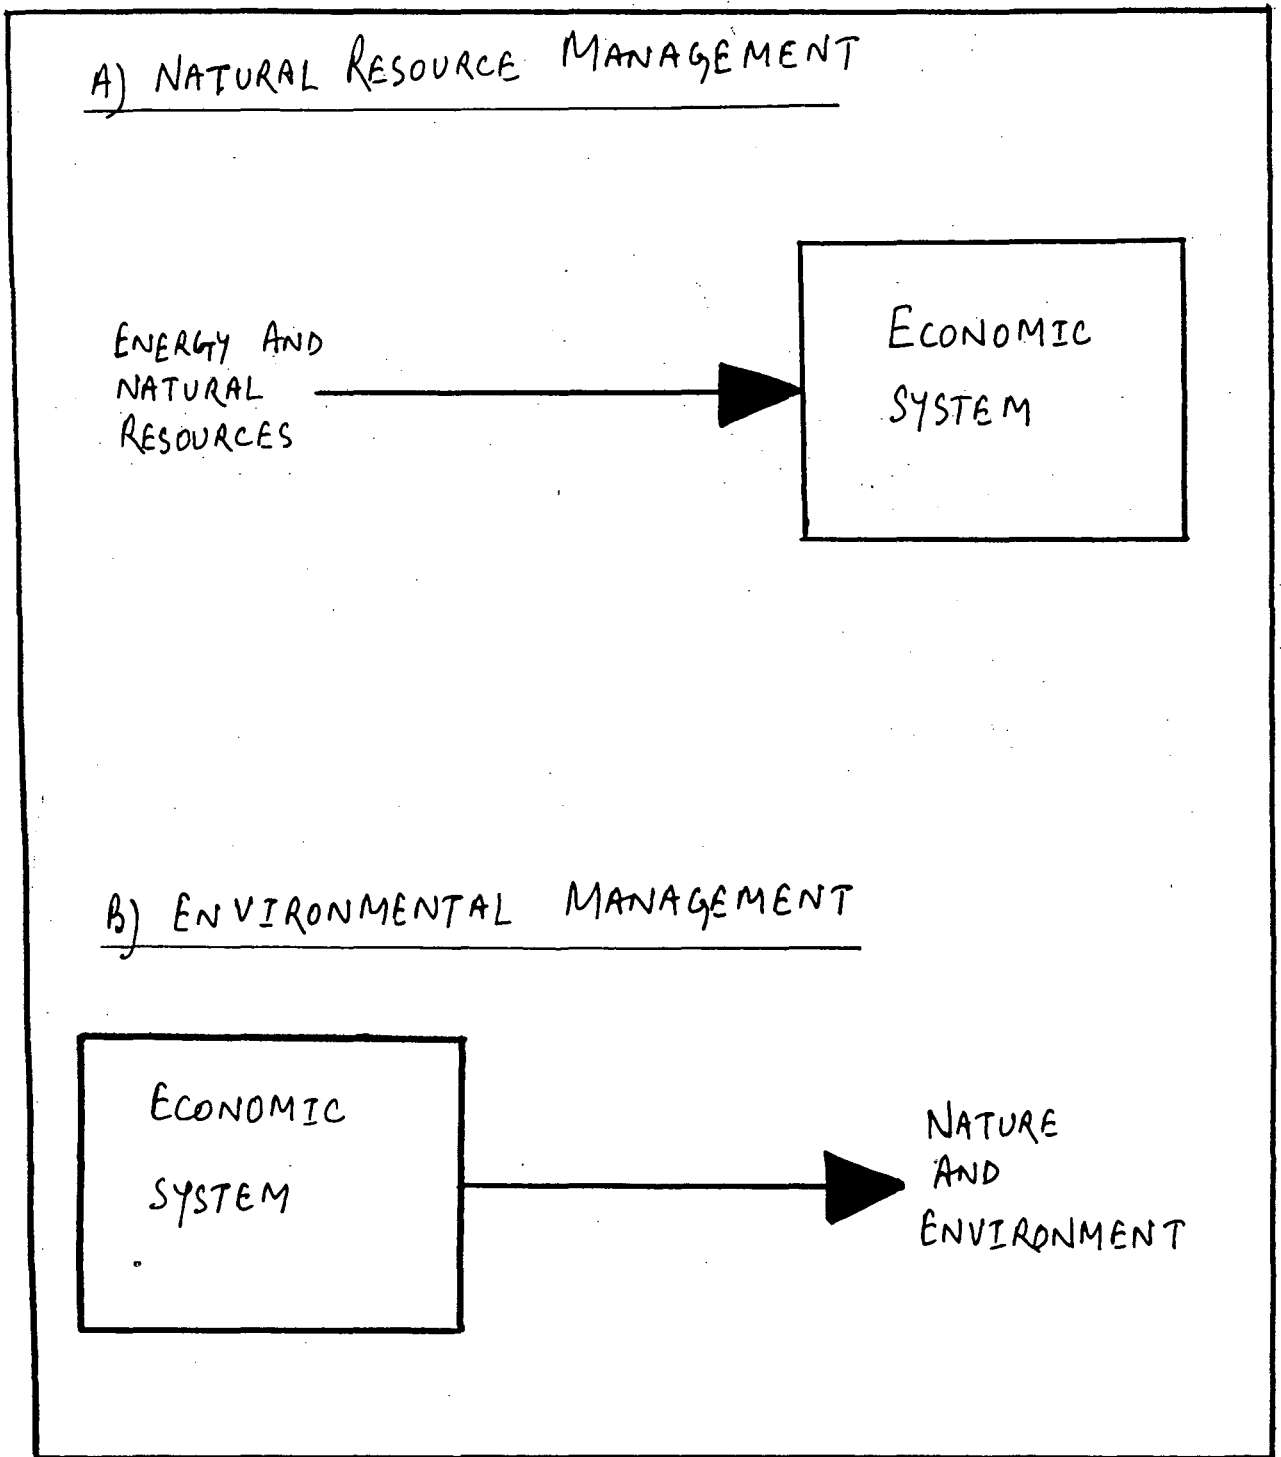 A) NATURAL RESOURCE MANAGEMENT
ENERGY AND
NATURAL
RESOURCES
ECONOMIC
SYSTEM
B) ENVIRONMENTAL MANAGEMENT
ECONOMIC
SYSTEM
NATURE
AND
ENVIRONMENT